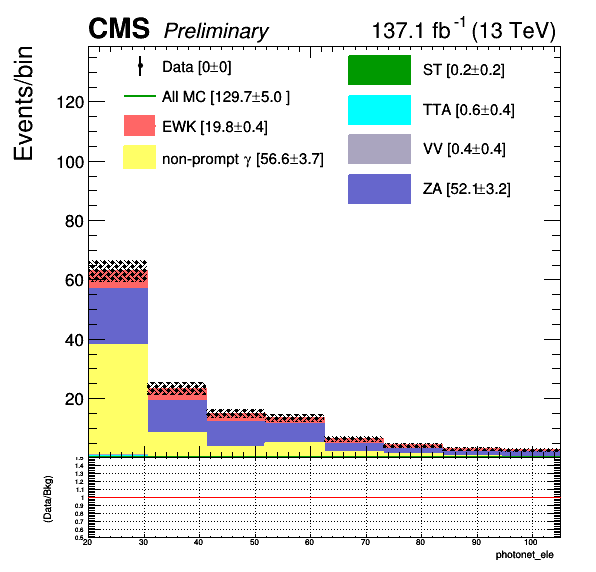 CMS Preliminary 137.1 fb⁻¹ (13 TeV)
Events/bin
Data [0±0]
All MC [129.7±5.0 ]
EWK [19.8±0.4]
non-prompt γ [56.6±3.7]
ST [0.2±0.2]
TTA [0.6±0.4]
VV [0.4±0.4]
ZA [52.1±3.2]
120
100
80
60
40
20
(Data/Bkg)
1.5
1.4
1.3
1.2
1.1
1
0.9
0.8
0.7
0.6
0.5
20 30 40 50 60 70 80 90 100
photonet_ele